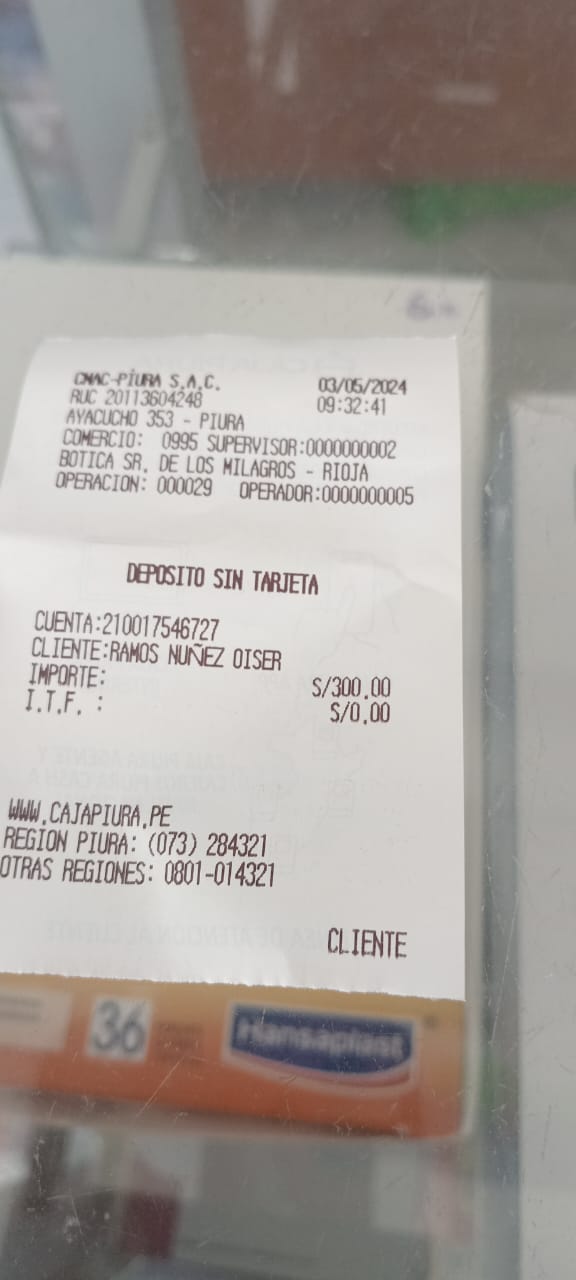 CMAC-PIURA S.A.C. 03/05/2024
RUC 20113604248 09:32:41
AYACUCHO 353 - PIURA
COMERCIO: 0995 SUPERVISOR:0000000002
BOTICA SR. DE LOS MILAGROS - RIOJA
OPERACION: 000029 OPERADOR:0000000005
DEPOSITO SIN TARJETA
CUENTA:210017546727
CLIENTE:RAMOS NUÑEZ OISER
IMPORTE: S/300.00
I.T.F. : S/0.00
WWW.CAJAPIURA.PE
REGION PIURA: (073) 284321
OTRAS REGIONES: 0801-014321
CLIENTE
36 Hansaplast